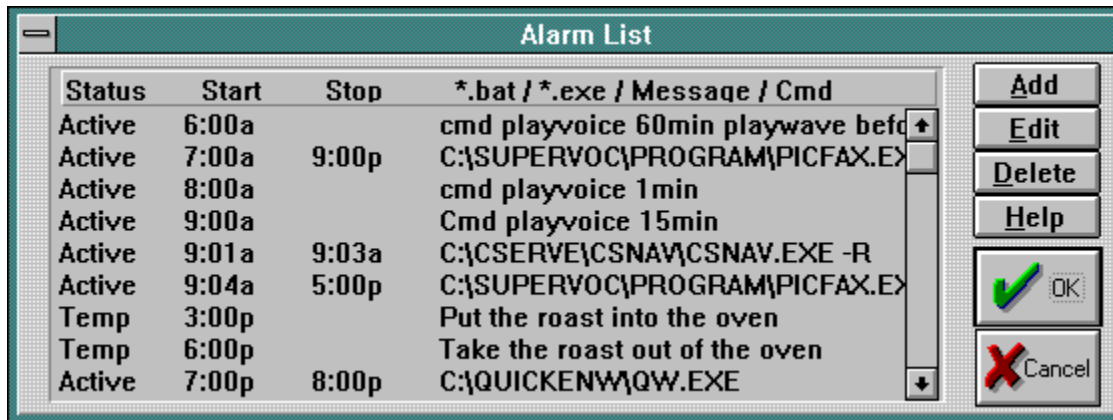 Alarm List
Status Start Stop *.bat / *.exe / Message / Cmd
Active 6:00a cmd playvoice 60min playwave befo
Active 7:00a 9:00p C:\SUPERVOC\PROGRAM\PICFAX.EX
Active 8:00a cmd playvoice 1min
Active 9:00a Cmd playvoice 15min
Active 9:01a 9:03a C:\CSERVE\CSNAV\CSNAV.EXE -R
Active 9:04a 5:00p C:\SUPERVOC\PROGRAM\PICFAX.EX
Temp 3:00p Put the roast into the oven
Temp 6:00p Take the roast out of the oven
Active 7:00p 8:00p C:\QUICKENW\QW.EXE
Add
Edit
Delete
Help
OK
Cancel